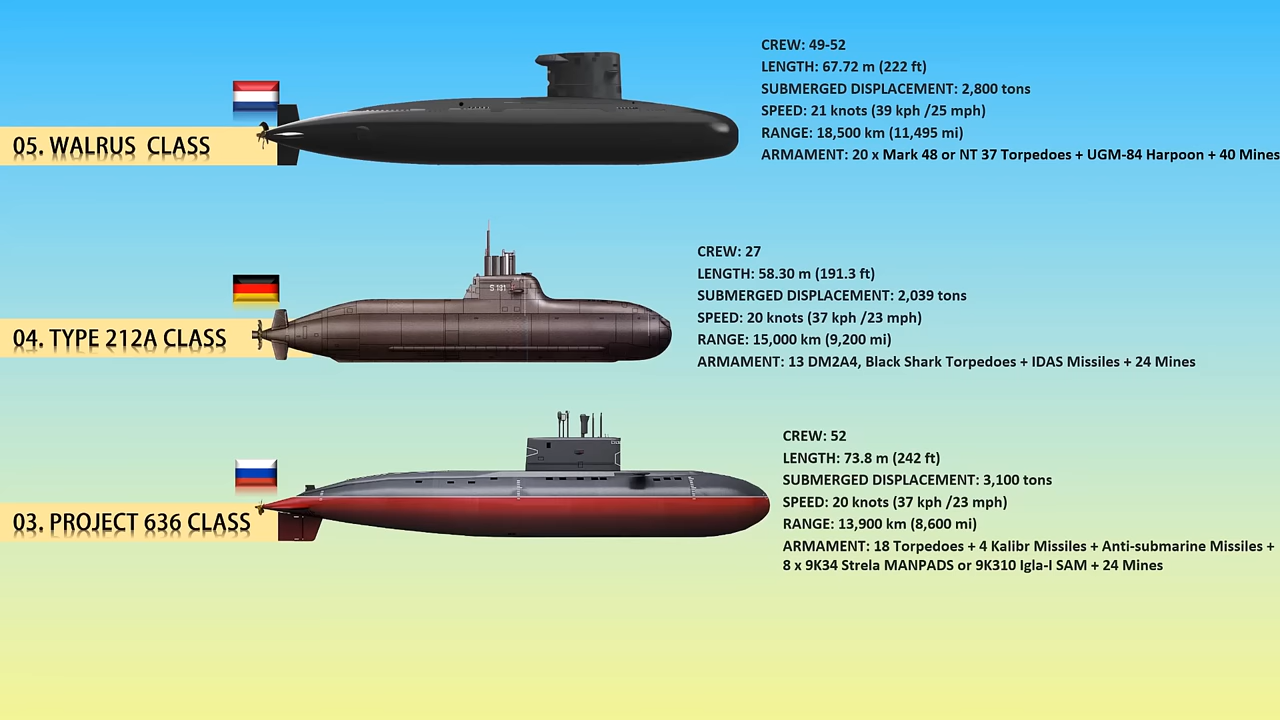 05. WALRUS CLASS
CREW: 49-52
LENGTH: 67.72 m (222 ft)
SUBMERGED DISPLACEMENT: 2,800 tons
SPEED: 21 knots (39 kph /25 mph)
RANGE: 18,500 km (11,495 mi)
ARMAMENT: 20 x Mark 48 or NT 37 Torpedoes + UGM-84 Harpoon + 40 Mines
04. TYPE 212A CLASS
S 181
CREW: 27
LENGTH: 58.30 m (191.3 ft)
SUBMERGED DISPLACEMENT: 2,039 tons
SPEED: 20 knots (37 kph /23 mph)
RANGE: 15,000 km (9,200 mi)
ARMAMENT: 13 DM2A4, Black Shark Torpedoes + IDAS Missiles + 24 Mines
03. PROJECT 636 CLASS
CREW: 52
LENGTH: 73.8 m (242 ft)
SUBMERGED DISPLACEMENT: 3,100 tons
SPEED: 20 knots (37 kph /23 mph)
RANGE: 13,900 km (8,600 mi)
ARMAMENT: 18 Torpedoes + 4 Kalibr Missiles + Anti-submarine Missiles +
8 x 9K34 Strela MANPADS or 9K310 Igla-I SAM + 24 Mines